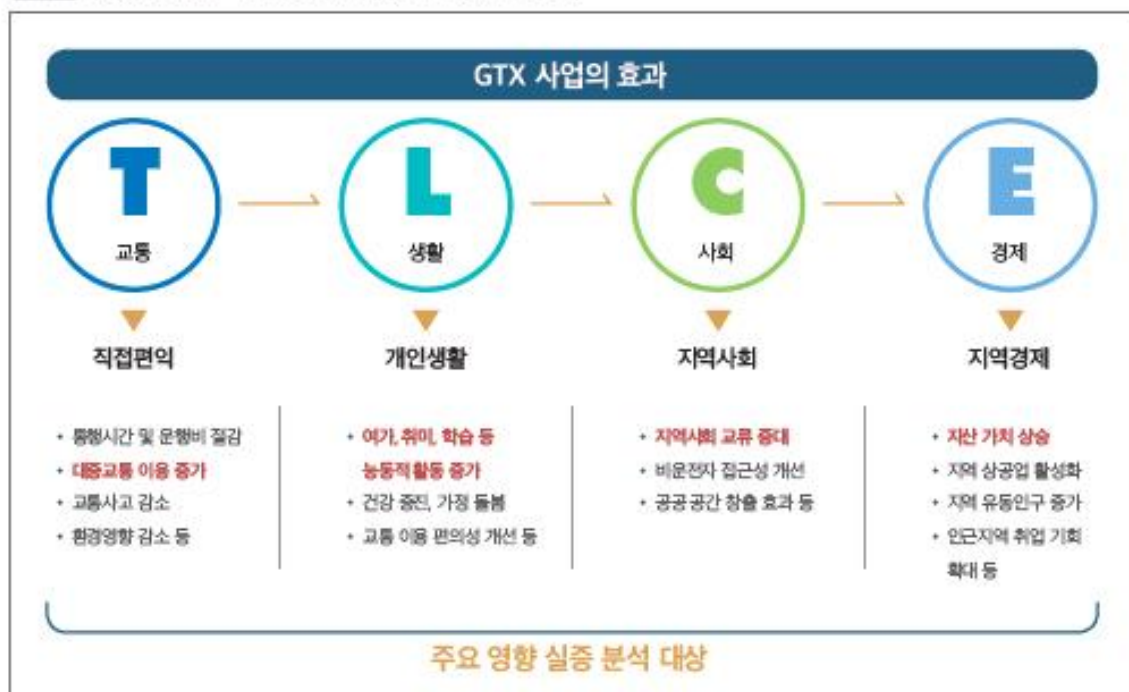 GTX 사업의 효과
T
교통
L
생활
C
사회
E
경제
직접편익
개인생활
지역사회
지역경제
+ 통행시간 및 운행비 절감
+ 대중교통 이용 증가
+ 교통사고 감소
+ 환경영향 감소 등
+ 여가, 취미, 학습 등
능동적 활동 증가
+ 건강 증진, 가정 돌봄
+ 교통 이용 편의성 개선 등
+ 지역사회 교류 증대
+ 비운전자 접근성 개선
+ 공공 공간 창출 효과 등
+ 자산 가치 상승
+ 지역 상공업 활성화
+ 지역 유동인구 증가
+ 인근지역 취업 기회
확대 등
주요 영향 실증 분석 대상